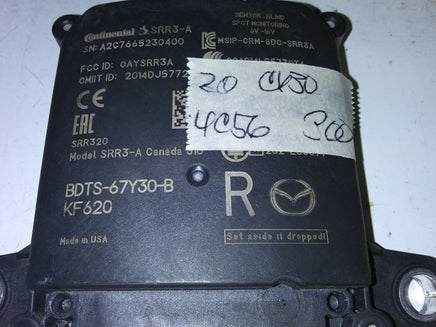 Continental SRR3-A
SENSOR, BLIND
SPOT MONITORING
6V-16V
SN: A2C7665230400
MSIP-CRM-8DC-SRR3A
FCC ID: OAYSRR3A
CMIIT ID: 2014DJ5772
20 CX30
4C56 300
CE
EAC
SRR320
Model SRR3-A Canada 310
BDTS-67Y30-B
KF620
R
Made in USA
Set aside if dropped!